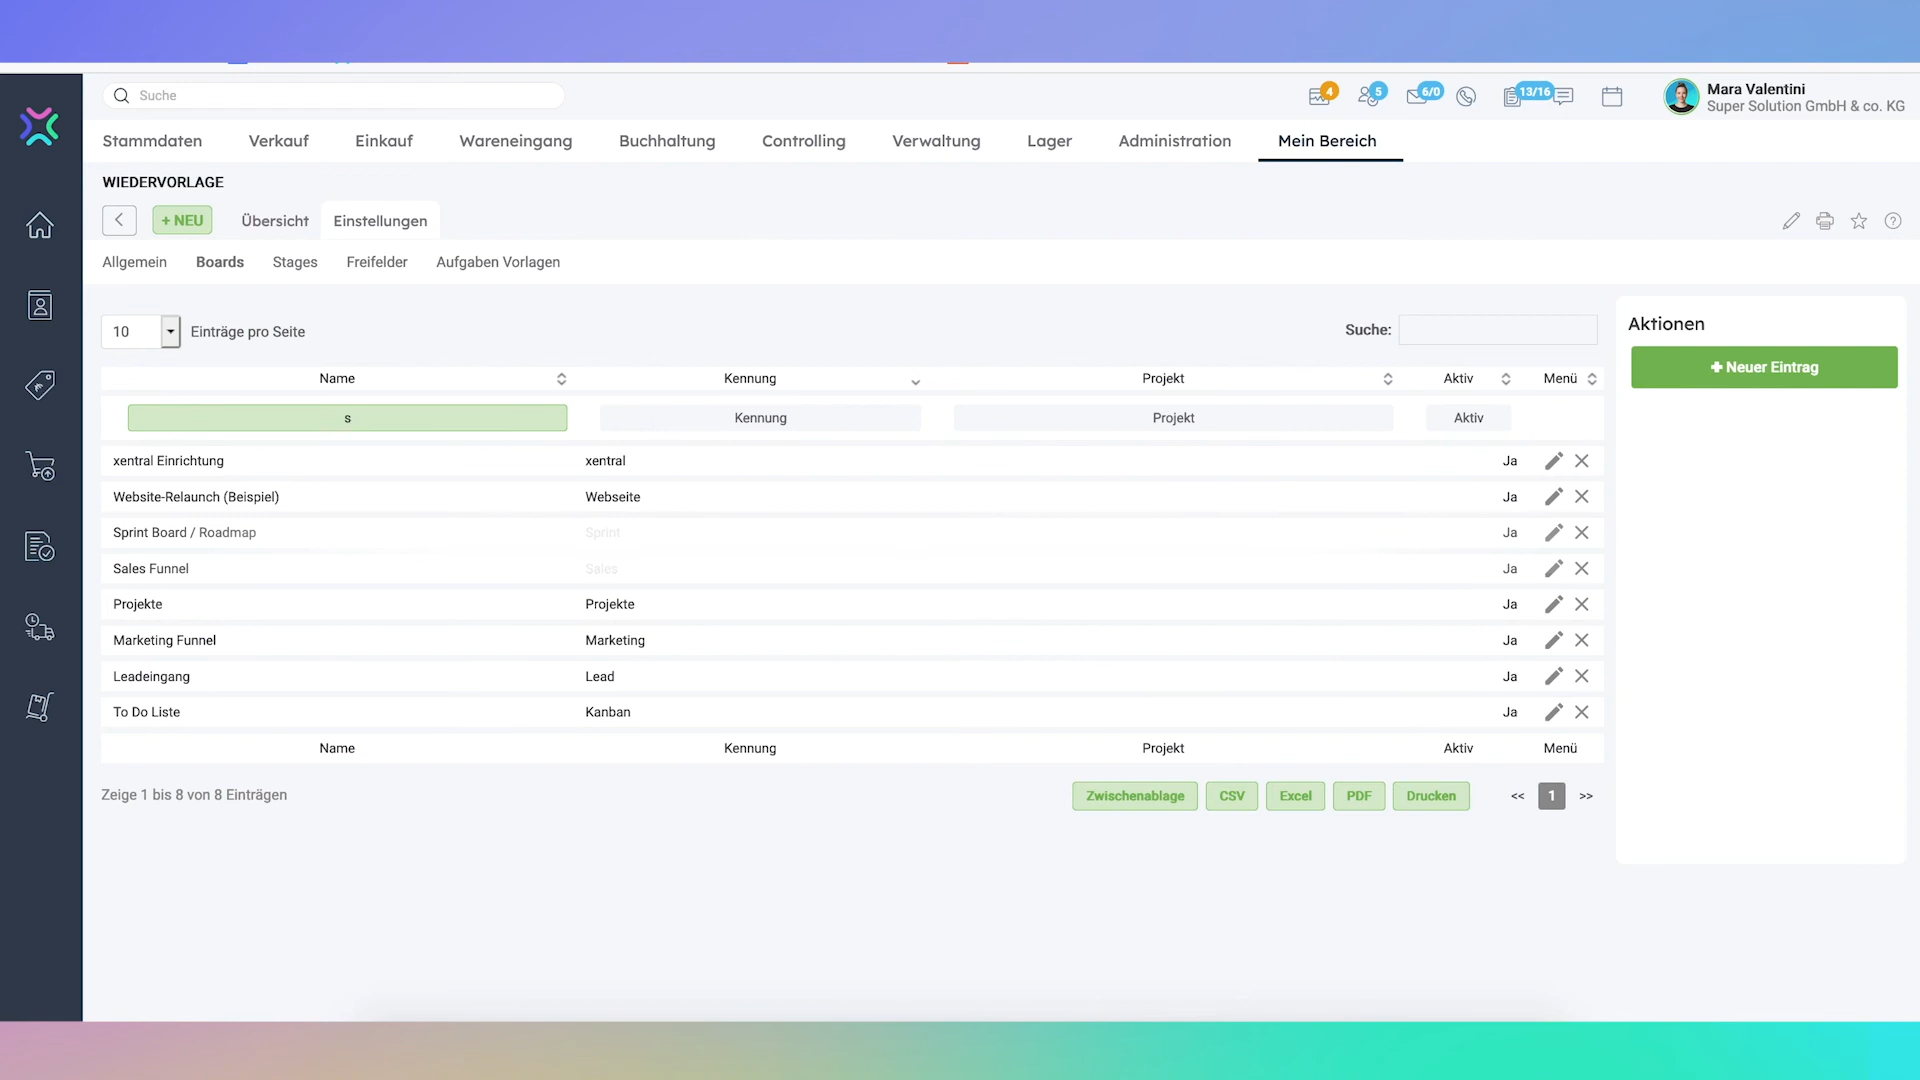 Suche
4
5
6/0
13/16
Mara Valentini
Super Solution GmbH & co. KG
Stammdaten Verkauf Einkauf Wareneingang Buchhaltung Controlling Verwaltung Lager Administration Mein Bereich
WIEDERVORLAGE
+ NEU Übersicht Einstellungen
Allgemein Boards Stages Freifelder Aufgaben Vorlagen
10 Einträge pro Seite
Suche:
Aktionen
Neuer Eintrag
Name Kennung Projekt Aktiv Menü
s Kennung Projekt Aktiv
xentral Einrichtung xentral Ja
Website-Relaunch (Beispiel) Webseite Ja
Sprint Board / Roadmap Sprint Ja
Sales Funnel Sales Ja
Projekte Projekte Ja
Marketing Funnel Marketing Ja
Leadeingang Lead Ja
To Do Liste Kanban Ja
Name Kennung Projekt Aktiv Menü
Zeige 1 bis 8 von 8 Einträgen
Zwischenablage CSV Excel PDF Drucken << 1 >>